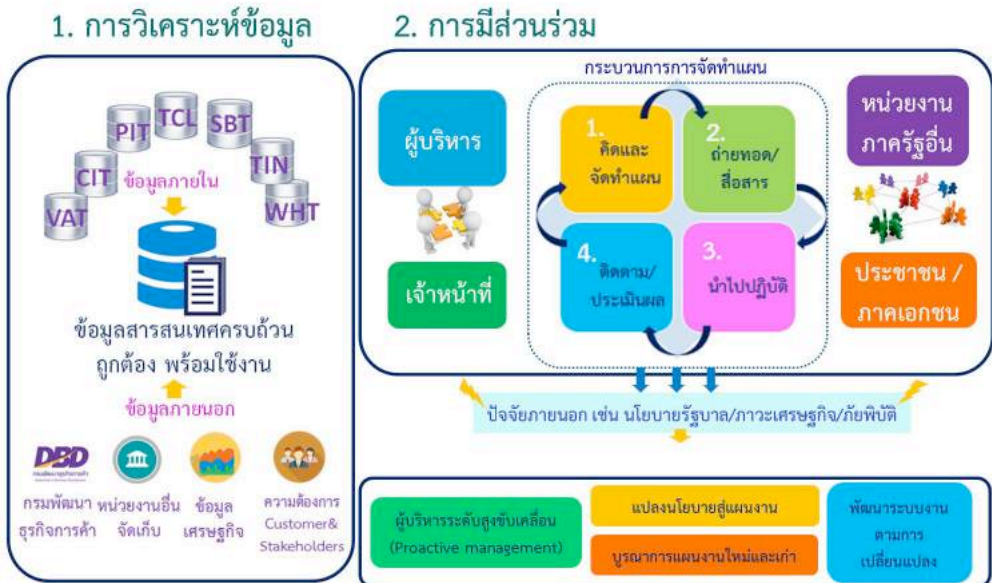 1. การวิเคราะห์ข้อมูล
VAT
CIT
PIT
TCL
SBT
TIN
WHT
ข้อมูลภายใน
ข้อมูลสารสนเทศครบถ้วน
ถูกต้อง พร้อมใช้งาน
ข้อมูลภายนอก
DBD
กรมพัฒนาธุรกิจการค้า
กรมพัฒนา
ธุรกิจการค้า
หน่วยงานอื่น
จัดเก็บ
ข้อมูล
เศรษฐกิจ
ความต้องการ
Customer&
Stakeholders
2. การมีส่วนร่วม
กระบวนการการจัดทำแผน
ผู้บริหาร
เจ้าหน้าที่
1.
คิดและ
จัดทำแผน
2.
ถ่ายทอด/
สื่อสาร
3.
นำไปปฏิบัติ
4.
ติดตาม/
ประเมินผล
หน่วยงาน
ภาครัฐอื่น
ประชาชน /
ภาคเอกชน
ปัจจัยภายนอก เช่น นโยบายรัฐบาล/ภาวะเศรษฐกิจ/ภัยพิบัติ
ผู้บริหารระดับสูงขับเคลื่อน
(Proactive management)
แปลงนโยบายสู่แผนงาน
บูรณาการแผนงานใหม่และเก่า
พัฒนาระบบงาน
ตามการ
เปลี่ยนแปลง